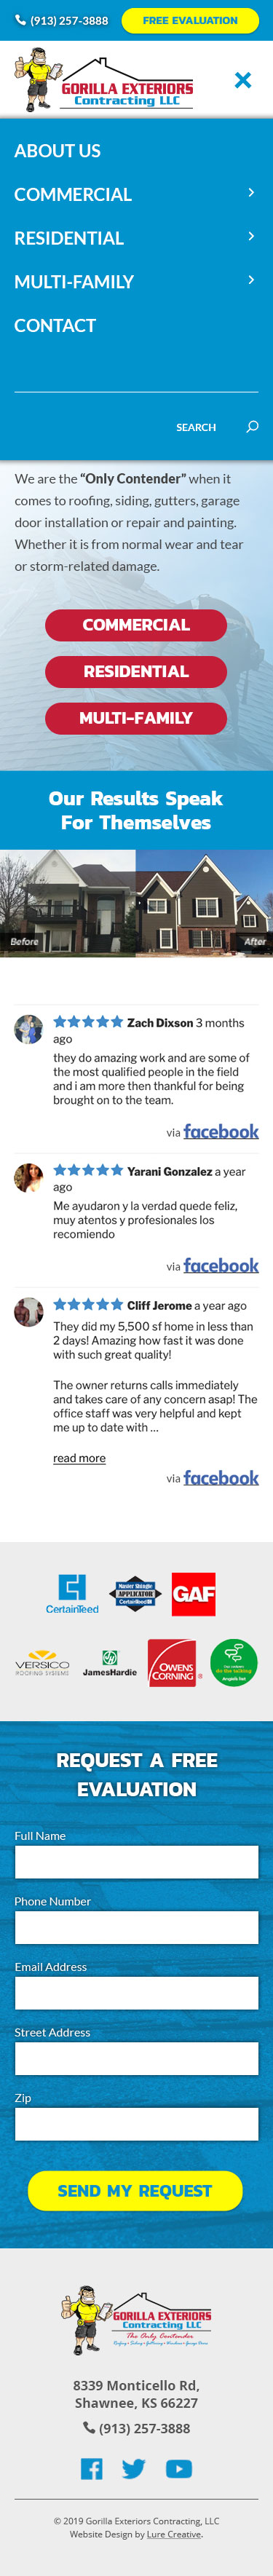 (913) 257-3888 FREE EVALUATION
GORILLA EXTERIORS
Contracting LLC
ABOUT US
COMMERCIAL
RESIDENTIAL
MULTI-FAMILY
CONTACT
SEARCH
We are the “Only Contender” when it
comes to roofing, siding, gutters, garage
door installation or repair and painting.
Whether it is from normal wear and tear
or storm-related damage.
COMMERCIAL
RESIDENTIAL
MULTI-FAMILY
Our Results Speak
For Themselves
Before After
Zach Dixson 3 months
ago
they do amazing work and are some of
the most qualified people in the field
and i am more then thankful for being
brought on to the team.
via facebook
Yarani Gonzalez a year
ago
Me ayudaron y la verdad quede feliz,
muy atentos y profesionales los
recomiendo
via facebook
Cliff Jerome a year ago
They did my 5,500 sf home in less than
2 days! Amazing how fast it was done
with such great quality!
The owner returns calls immediately
and takes care of any concern asap! The
office staff was very helpful and kept
me up to date with ...
read more
via facebook
CertainTeed
Master Shingle
APPLICATOR
CertainTeed
GAF
VERSICO
ROOFING SYSTEMS
JH
JamesHardie
OWENS
CORNING
do the talking
Angie's list
REQUEST A FREE
EVALUATION
Full Name
Phone Number
Email Address
Street Address
Zip
SEND MY REQUEST
GORILLA EXTERIORS
Contracting LLC
The Only Contender
Roofing • Siding • Guttering • Windows • Garage Doors
8339 Monticello Rd,
Shawnee, KS 66227
(913) 257-3888
© 2019 Gorilla Exteriors Contracting, LLC
Website Design by Lure Creative.